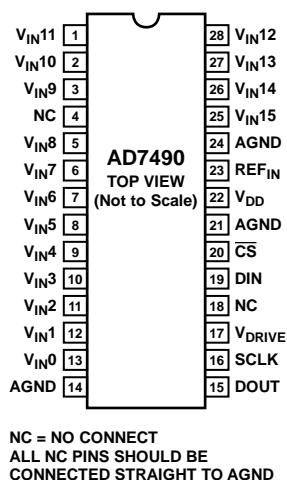 VIN11 1 28 VIN12
VIN10 2 27 VIN13
VIN9 3 26 VIN14
NC 4 25 VIN15
VIN8 5 24 AGND
VIN7 6 23 REFIN
VIN6 7 22 VDD
VIN5 8 21 AGND
VIN4 9 20 CS
VIN3 10 19 DIN
VIN2 11 18 NC
VIN1 12 17 VDRIVE
VIN0 13 16 SCLK
AGND 14 15 DOUT
AD7490
TOP VIEW
(Not to Scale)
NC = NO CONNECT
ALL NC PINS SHOULD BE
CONNECTED STRAIGHT TO AGND